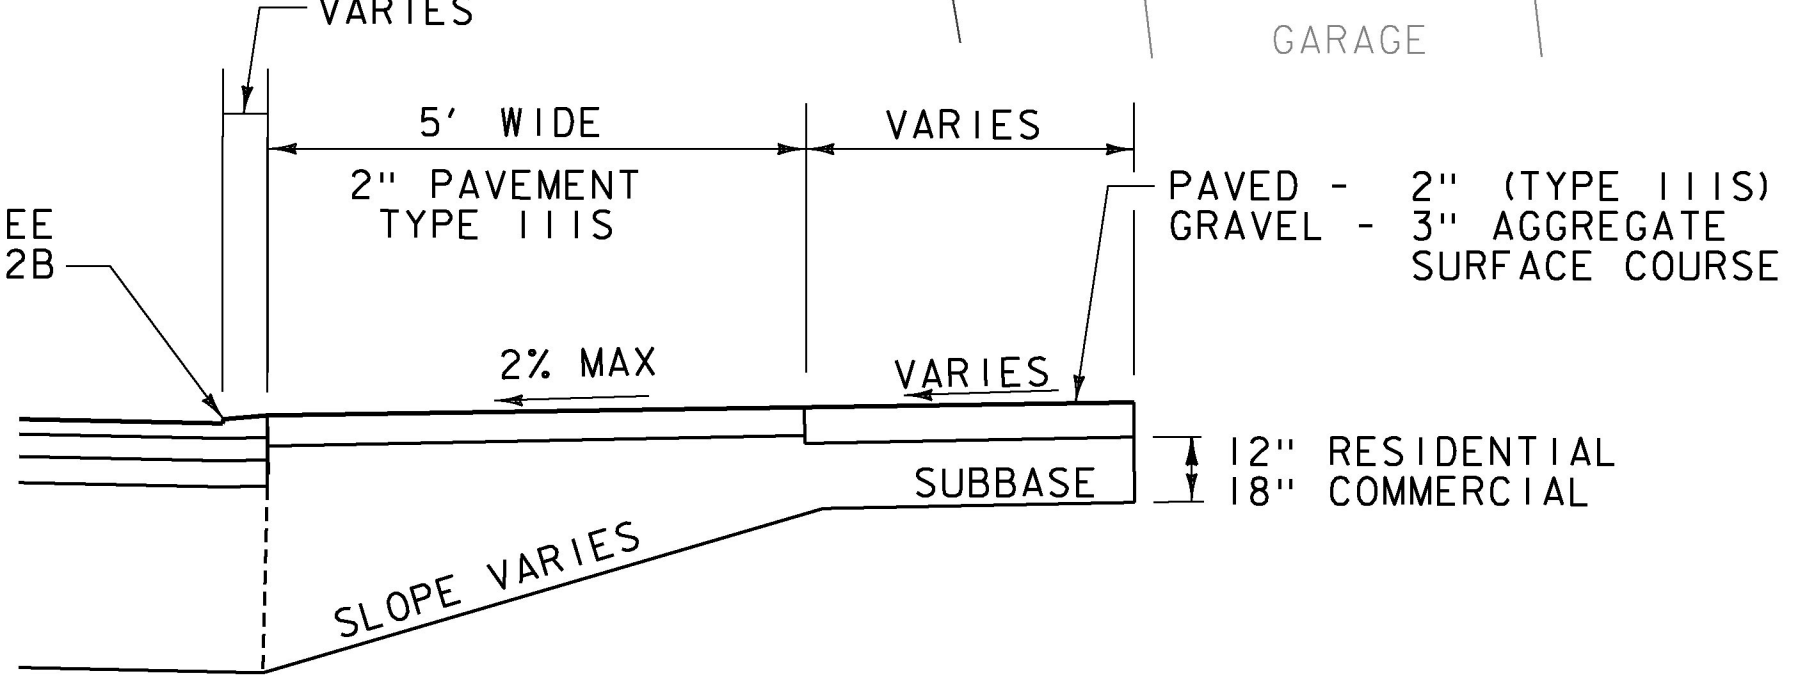 VARIES
GARAGE
5' WIDE
VARIES
2" PAVEMENT
TYPE IIIS
PAVED - 2" (TYPE IIIS)
GRAVEL - 3" AGGREGATE
SURFACE COURSE
EE
2B
2% MAX
VARIES
SUBBASE
12" RESIDENTIAL
18" COMMERCIAL
SLOPE VARIES